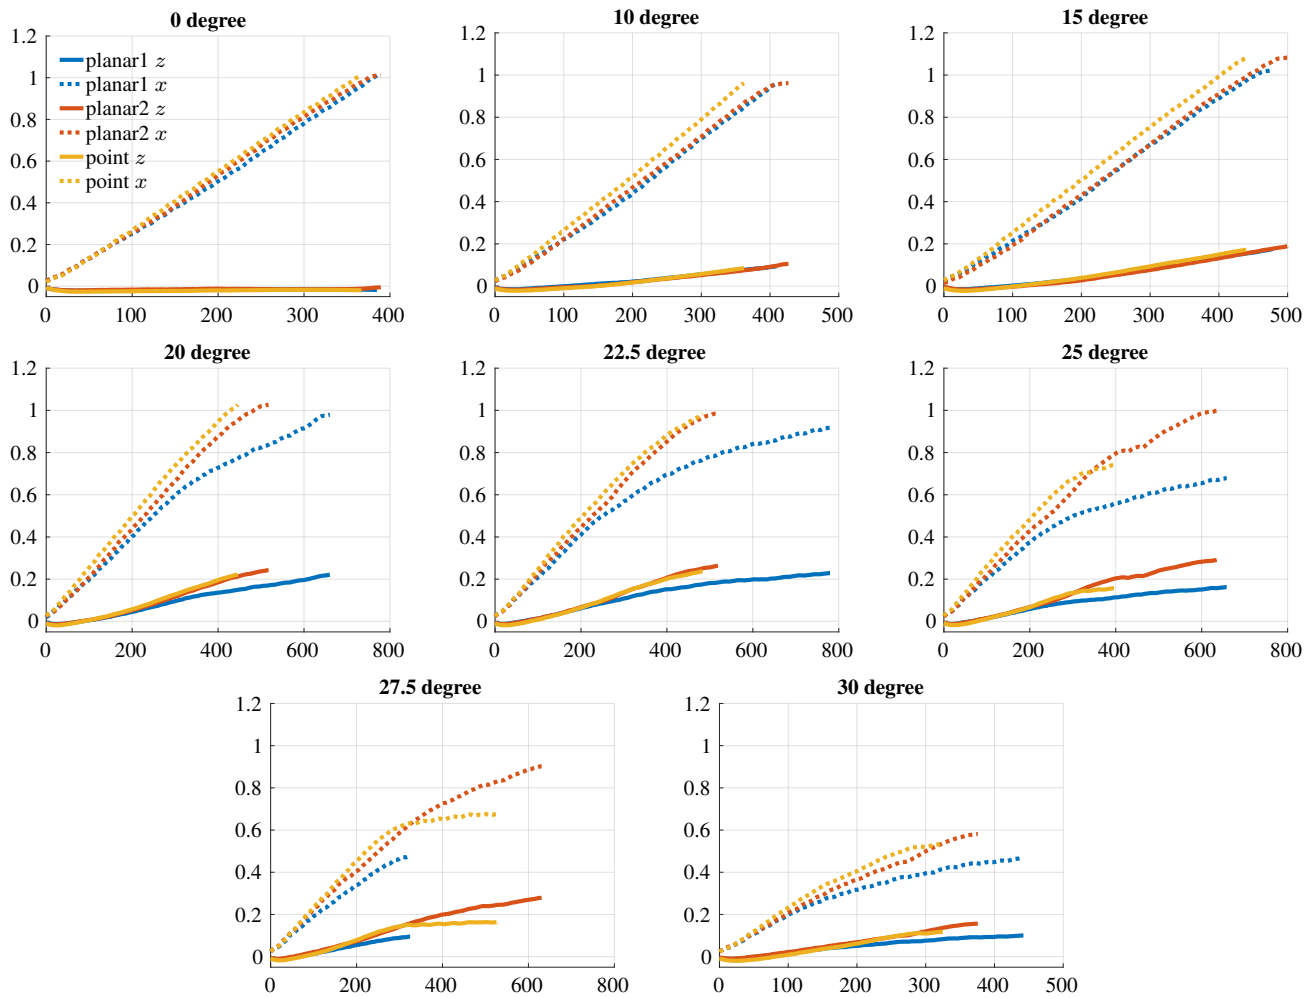 0 degree
1.2
1
0.8
0.6
0.4
0.2
0
0 100 200 300 400
planar1 z
planar1 x
planar2 z
planar2 x
point z
point x
10 degree
1.2
1
0.8
0.6
0.4
0.2
0
0 100 200 300 400 500
15 degree
1.2
1
0.8
0.6
0.4
0.2
0
0 100 200 300 400 500
20 degree
1.2
1
0.8
0.6
0.4
0.2
0
0 200 400 600 800
22.5 degree
1.2
1
0.8
0.6
0.4
0.2
0
0 200 400 600 800
25 degree
1.2
1
0.8
0.6
0.4
0.2
0
0 200 400 600 800
27.5 degree
1.2
1
0.8
0.6
0.4
0.2
0
0 200 400 600 800
30 degree
1.2
1
0.8
0.6
0.4
0.2
0
0 100 200 300 400 500